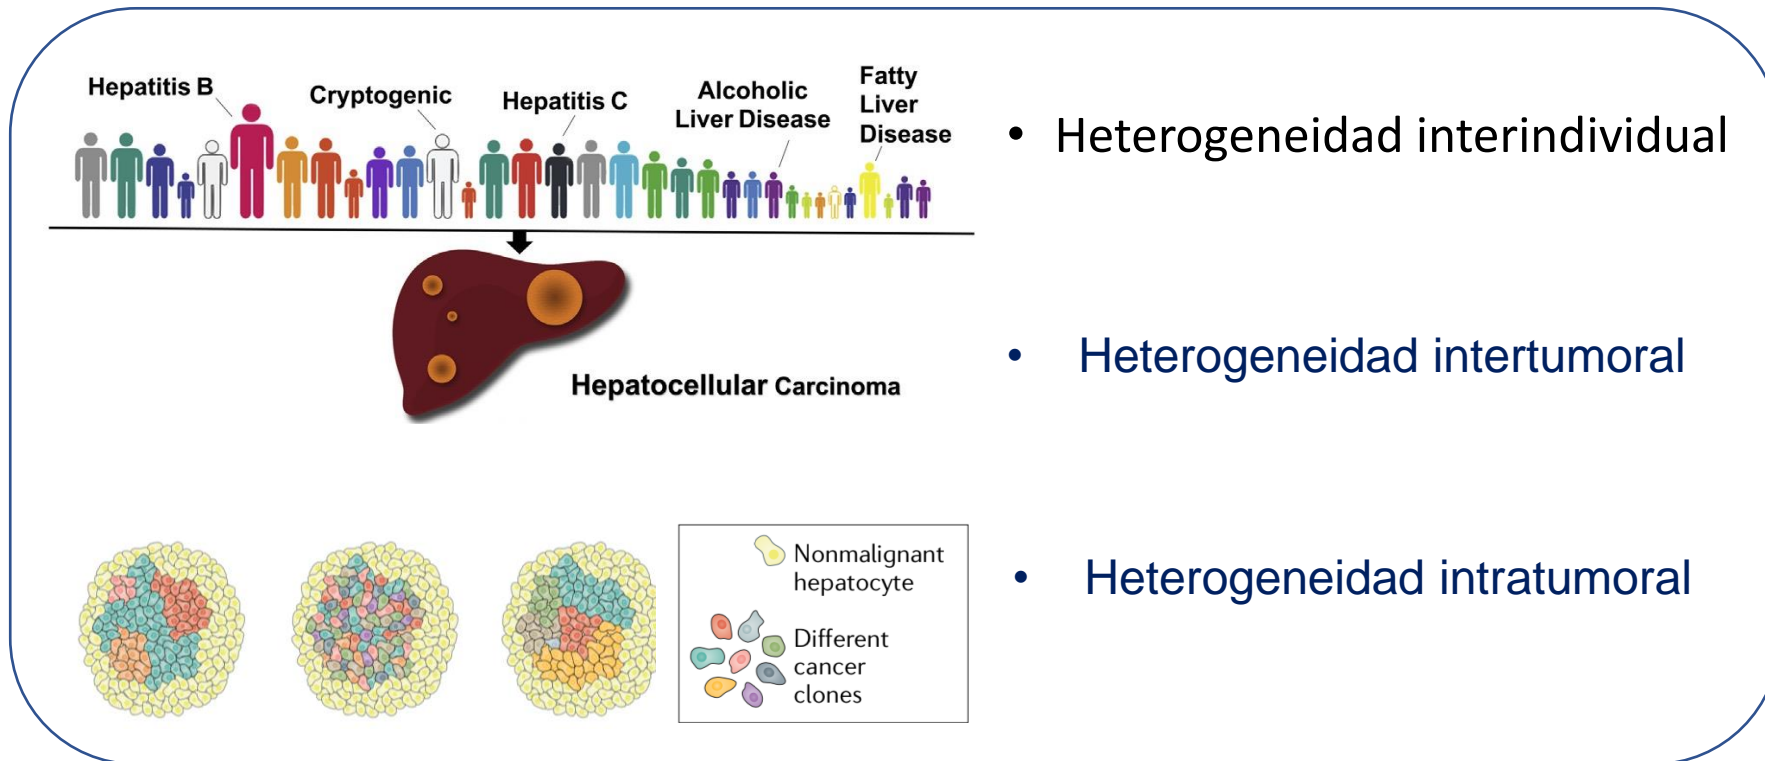 Hepatitis B
Cryptogenic
Hepatitis C
Alcoholic
Liver Disease
Fatty
Liver
Disease
• Heterogeneidad interindividual
Hepatocellular Carcinoma
• Heterogeneidad intertumoral
Nonmalignant
hepatocyte
Different
cancer
clones
• Heterogeneidad intratumoral